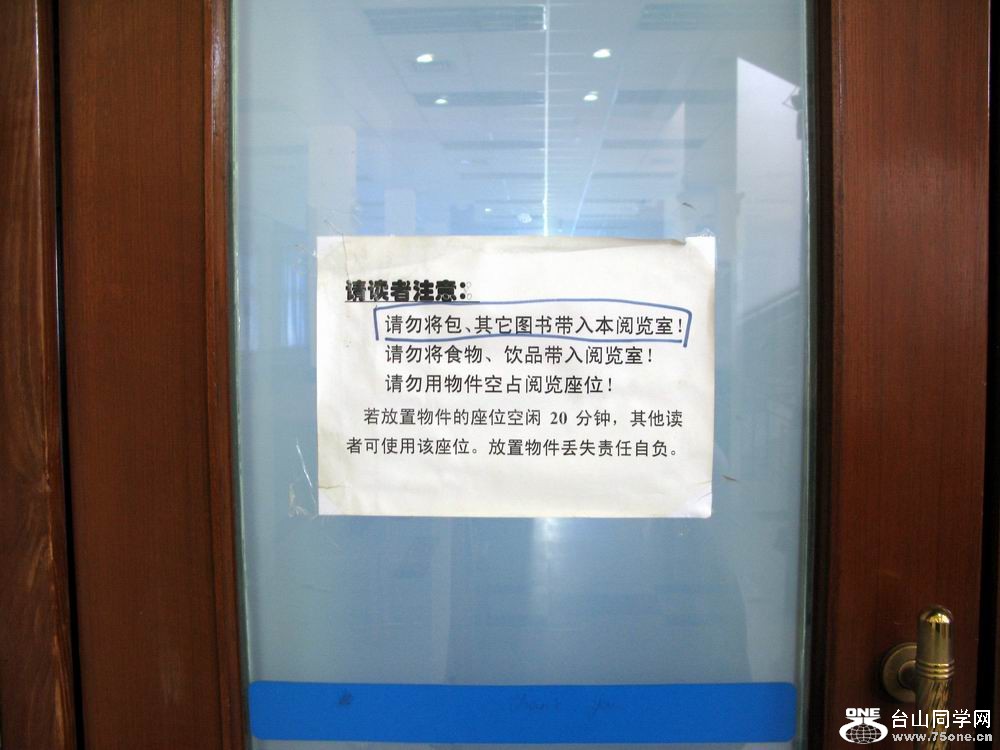 请读者注意：
请勿将包、其它图书带入本阅览室！
请勿将食物、饮品带入阅览室！
请勿用物件空占阅览座位！
若放置物件的座位空闲 20 分钟，其他读
者可使用该座位。放置物件丢失责任自负。
ONE
台山同学网
www.75one.cn